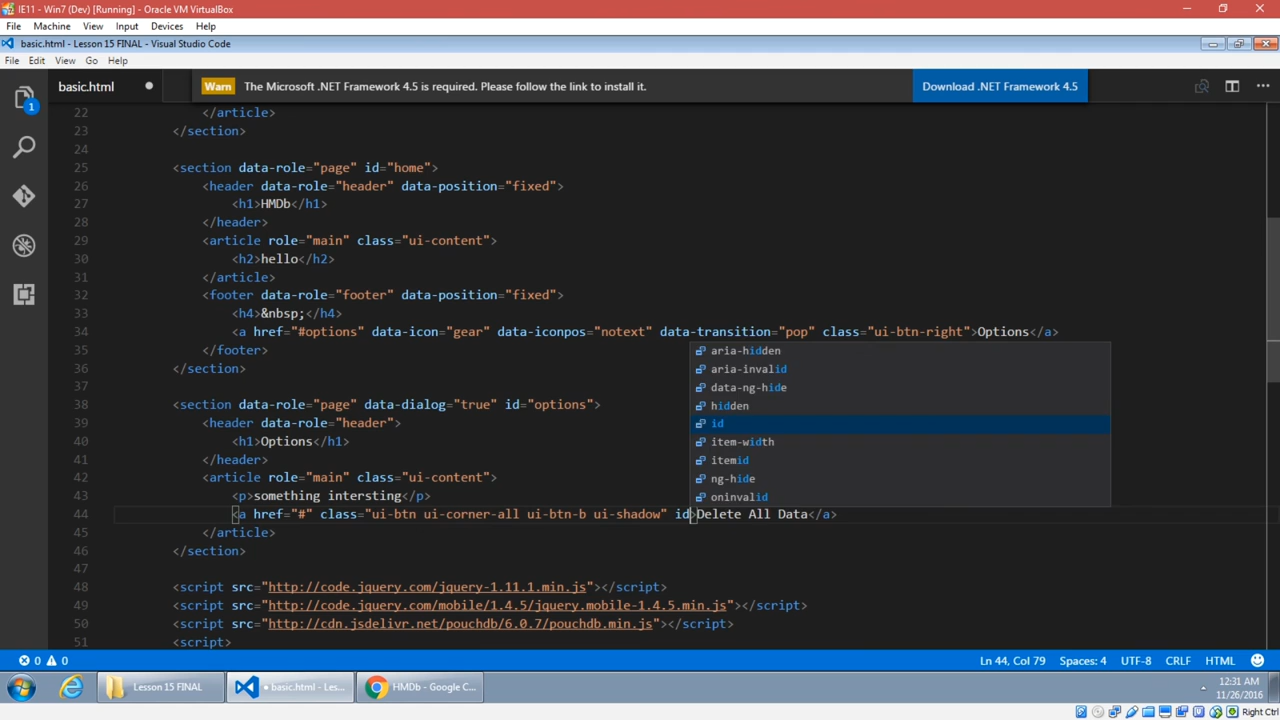 IE11 - Win7 (Dev) [Running] - Oracle VM VirtualBox
File Machine View Input Devices Help
basic.html - Lesson 15 FINAL - Visual Studio Code
File Edit View Go Help
basic.html
Warn The Microsoft .NET Framework 4.5 is required. Please follow the link to install it. Download .NET Framework 4.5
1
22 </article>
23 </section>
24
25 <section data-role="page" id="home">
26 <header data-role="header" data-position="fixed">
27 <h1>HMDb</h1>
28 </header>
29 <article role="main" class="ui-content">
30 <h2>hello</h2>
31 </article>
32 <footer data-role="footer" data-position="fixed">
33 <h4>&nbsp;</h4>
34 <a href="#options" data-icon="gear" data-iconpos="notext" data-transition="pop" class="ui-btn-right">Options</a>
35 </footer>
36 </section>
37
38 <section data-role="page" data-dialog="true" id="options">
39 <header data-role="header">
40 <h1>Options</h1>
41 </header>
42 <article role="main" class="ui-content">
43 <p>something intersting</p>
44 <a href="#" class="ui-btn ui-corner-all ui-btn-b ui-shadow" id>Delete All Data</a>
45 </article>
46 </section>
47
48 <script src="http://code.jquery.com/jquery-1.11.1.min.js"></script>
49 <script src="http://code.jquery.com/mobile/1.4.5/jquery.mobile-1.4.5.min.js"></script>
50 <script src="http://cdn.jsdelivr.net/pouchdb/6.0.7/pouchdb.min.js"></script>
51 <script>
aria-hidden
aria-invalid
data-ng-hide
hidden
id
item-width
itemid
ng-hide
oninvalid
0 0 Ln 44, Col 79 Spaces: 4 UTF-8 CRLF HTML
Lesson 15 FINAL
• basic.html - Les...
HMDb - Google C...
12:31 AM
11/26/2016
Right Ctrl